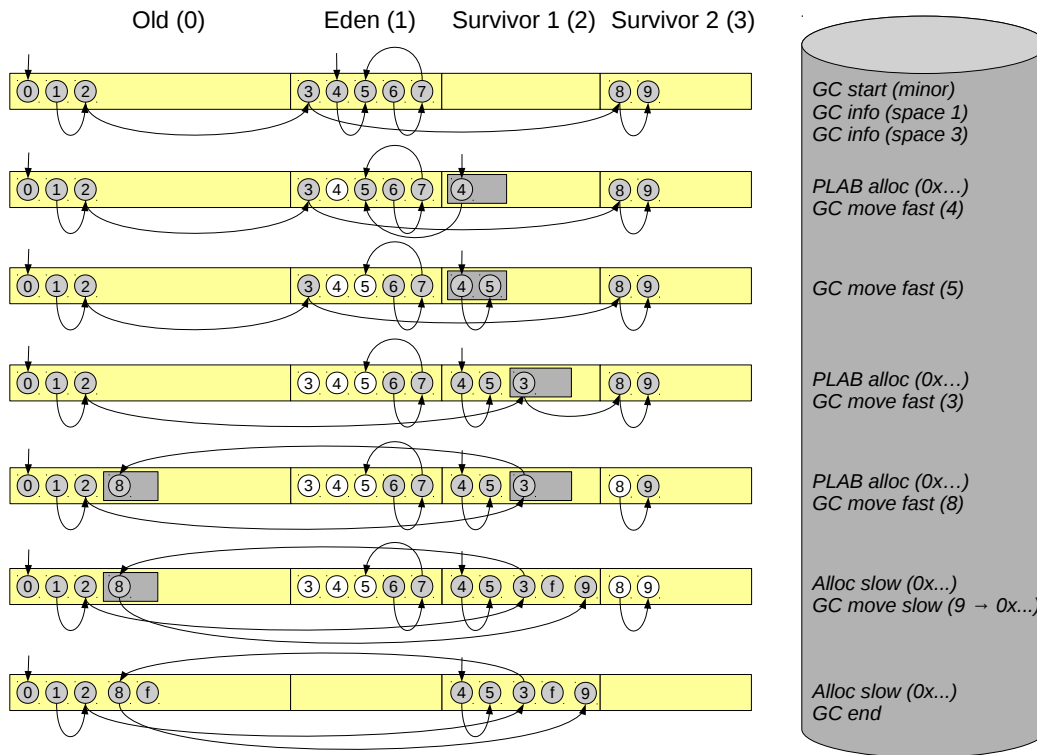 Old (0) Eden (1) Survivor 1 (2) Survivor 2 (3)
0 1 2 3 4 5 6 7 8 9
GC start (minor)
GC info (space 1)
GC info (space 3)
0 1 2 3 4 5 6 7 4 8 9
PLAB alloc (0x…)
GC move fast (4)
0 1 2 3 4 5 6 7 4 5 8 9
GC move fast (5)
0 1 2 3 4 5 6 7 4 5 3 8 9
PLAB alloc (0x…)
GC move fast (3)
0 1 2 8 3 4 5 6 7 4 5 3 8 9
PLAB alloc (0x…)
GC move fast (8)
0 1 2 8 3 4 5 6 7 4 5 3 f 9 8 9
Alloc slow (0x...)
GC move slow (9 → 0x...)
0 1 2 8 f 4 5 3 f 9
Alloc slow (0x...)
GC end